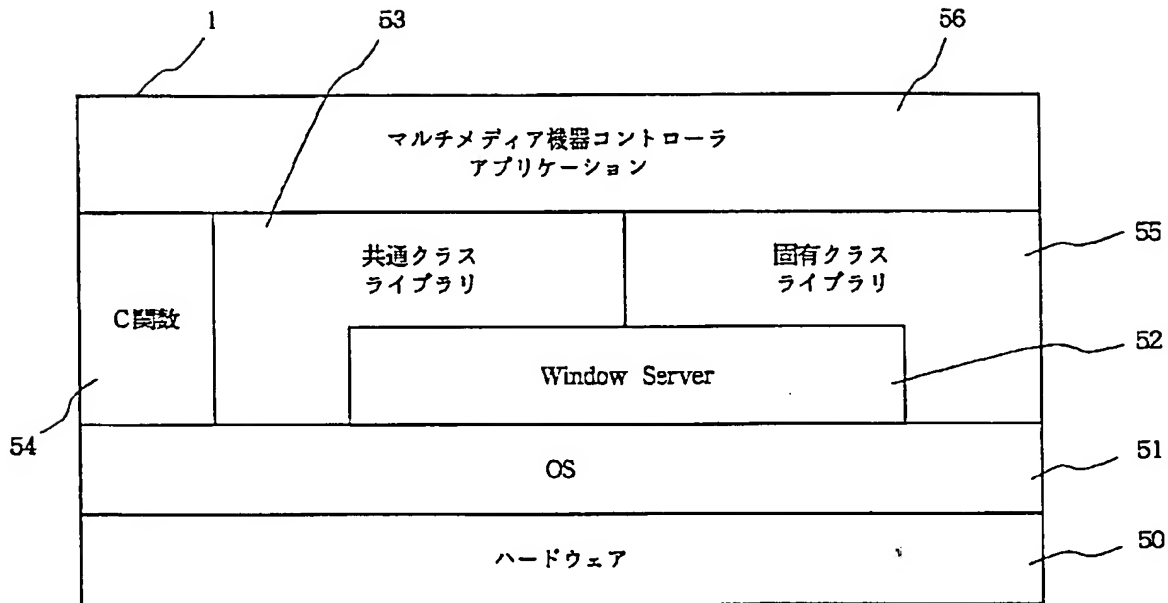 1
53
56
マルチメディア機器コントローラ
アプリケーション
共通クラス
ライブラリ
固有クラス
ライブラリ
55
C関数
Window Server
52
54
OS
51
ハードウェア
50